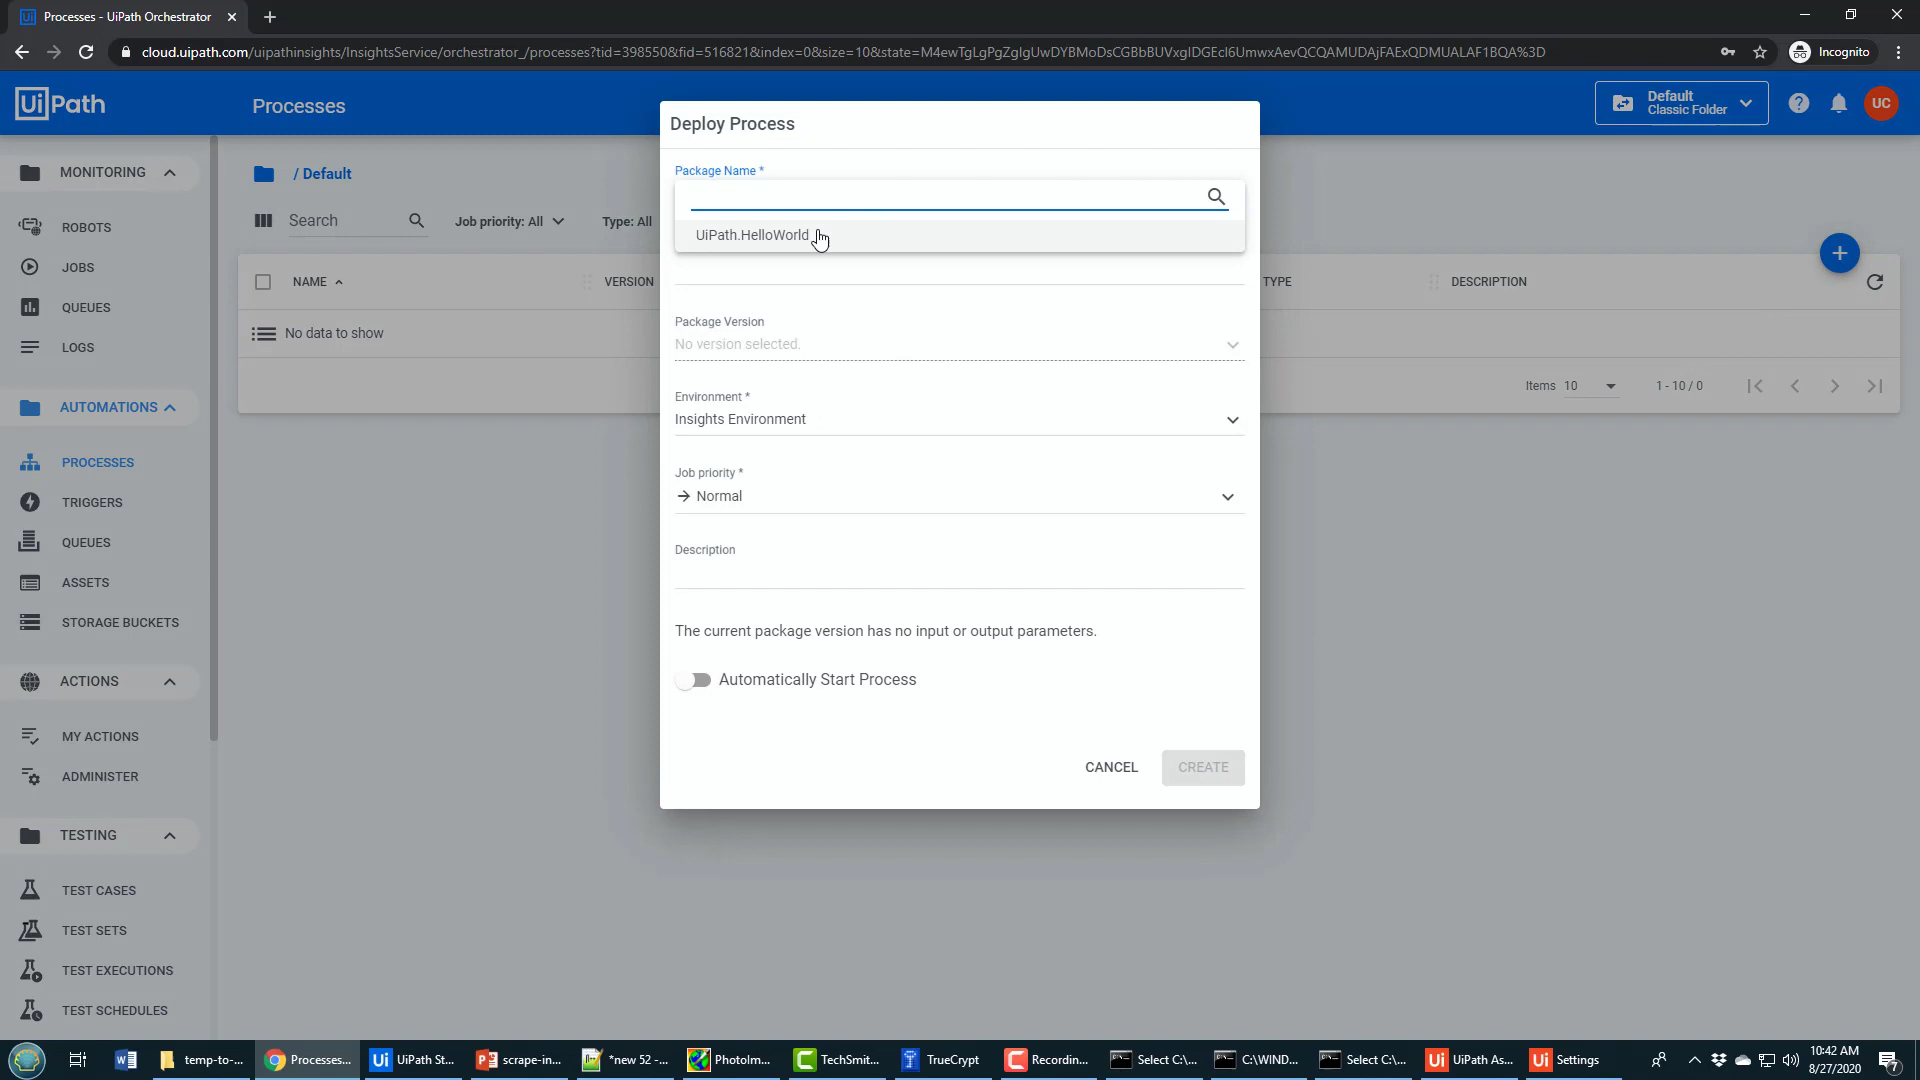 Processes - UiPath Orchestrator
cloud.uipath.com/uipathinsights/InsightsService/orchestrator_/processes?tid=398550&fid=516821&index=0&size=10&state=M4ewTgLgPgZglgUwDYBMoDsCGBbBUVxgIDGEcl6UmwxAevQCQAMUDAjFAExQDMUALAF1BQA%3D
Incognito
UiPath
Processes
Default
Classic Folder
UC
MONITORING
ROBOTS
JOBS
QUEUES
LOGS
AUTOMATIONS
PROCESSES
TRIGGERS
QUEUES
ASSETS
STORAGE BUCKETS
ACTIONS
MY ACTIONS
ADMINISTER
TESTING
TEST CASES
TEST SETS
TEST EXECUTIONS
TEST SCHEDULES
/ Default
Search
Job priority: All
Type: All
NAME
VERSION
TYPE
DESCRIPTION
No data to show
Items 10
1 - 10 / 0
Deploy Process
Package Name *
UiPath.HelloWorld
Package Version
No version selected.
Environment *
Insights Environment
Job priority *
Normal
Description
The current package version has no input or output parameters.
Automatically Start Process
CANCEL
CREATE
temp-to-...
Processes...
UiPath St...
scrape-in...
*new 52 -...
PhotoIm...
TechSmit...
TrueCrypt
Recordin...
Select C:\...
C:\WIND...
Select C:\...
UiPath As...
Settings
10:42 AM
8/27/2020
7